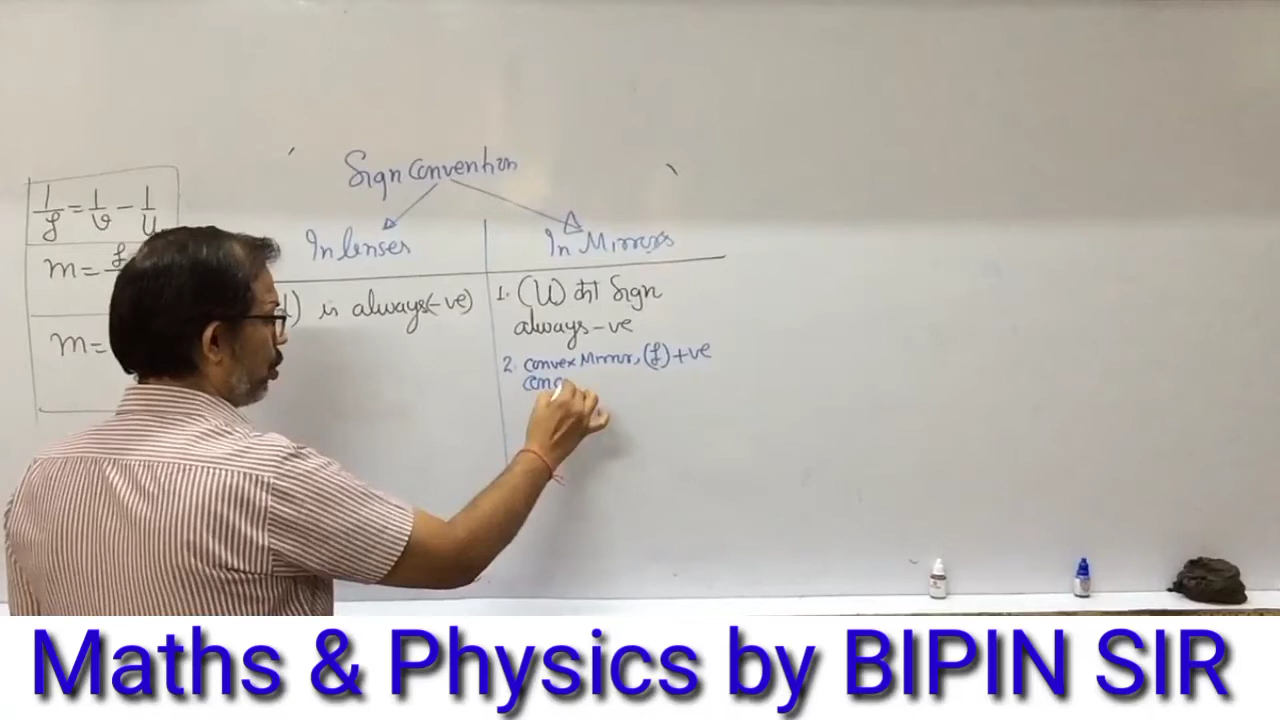 Sign convention
1/f = 1/v - 1/u
m = f
m =
In lenses
) is always (-ve)
In Mirrors
1. (U) का Sign
always -ve
2. convex Mirror, (f) +ve
conc
Maths & Physics by BIPIN SIR